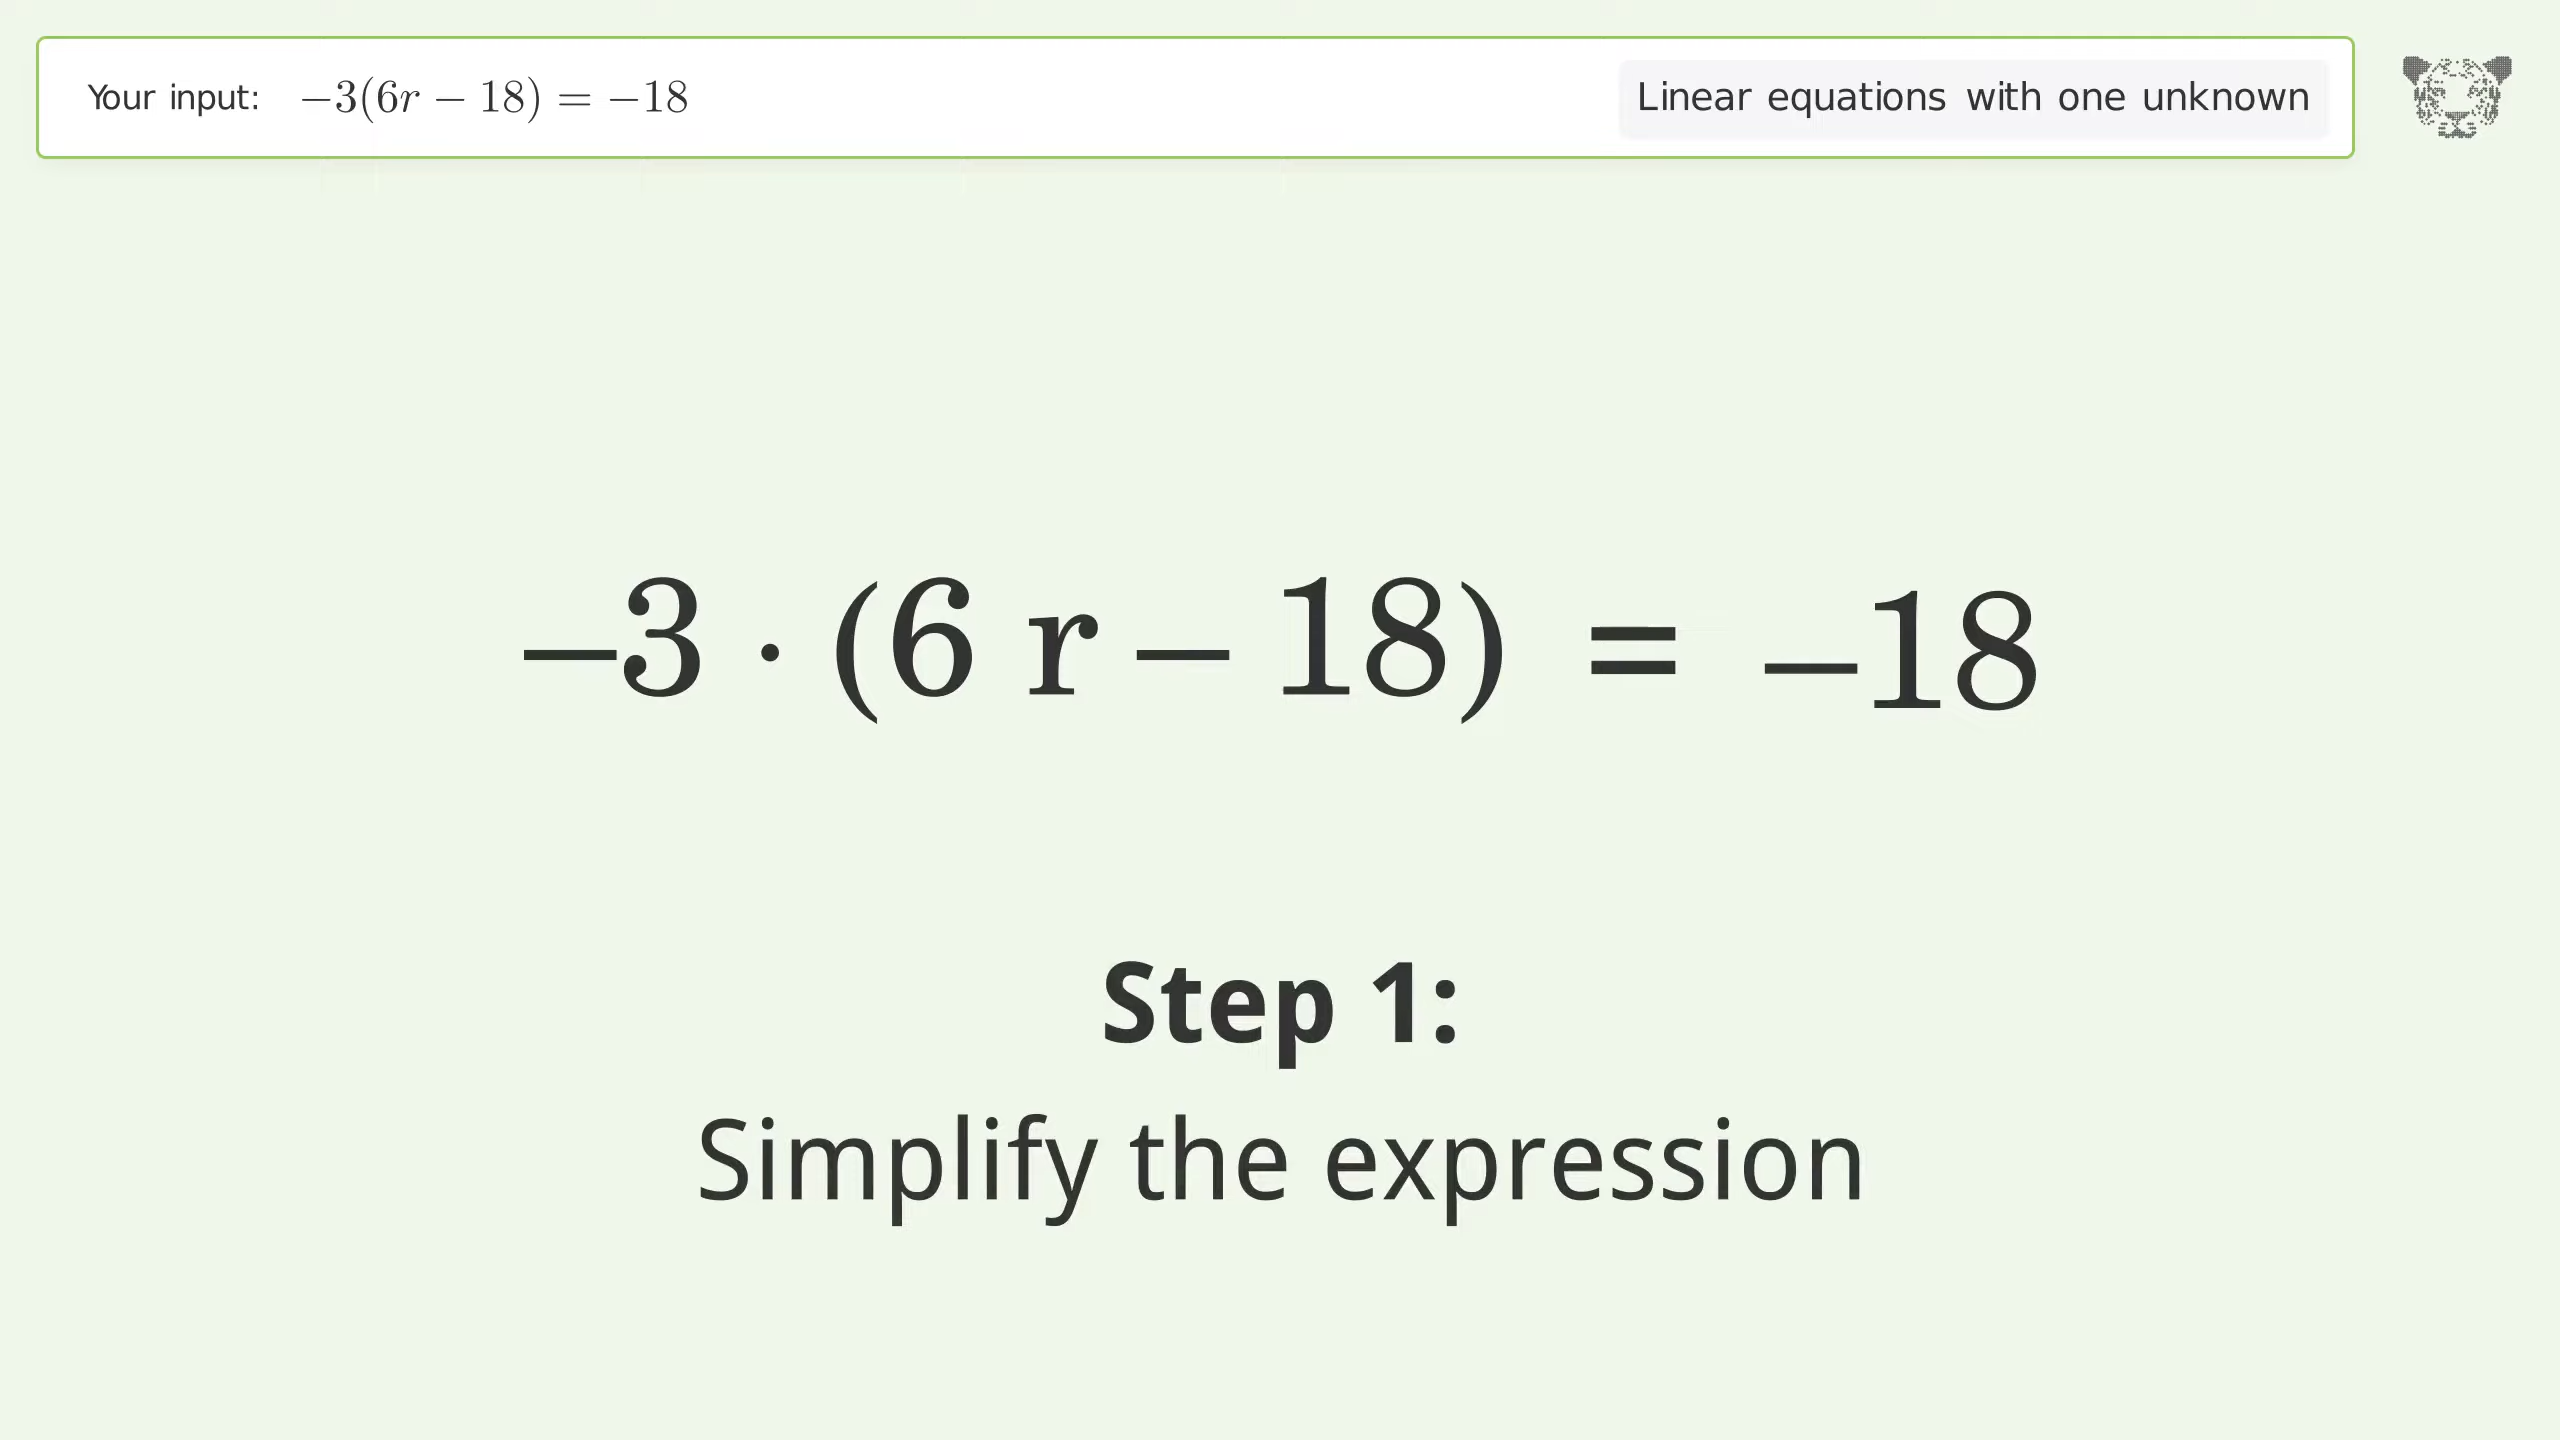 Your input: −3(6r − 18) = −18 Linear equations with one unknown
−3 · (6 r − 18) = −18
Step 1:
Simplify the expression